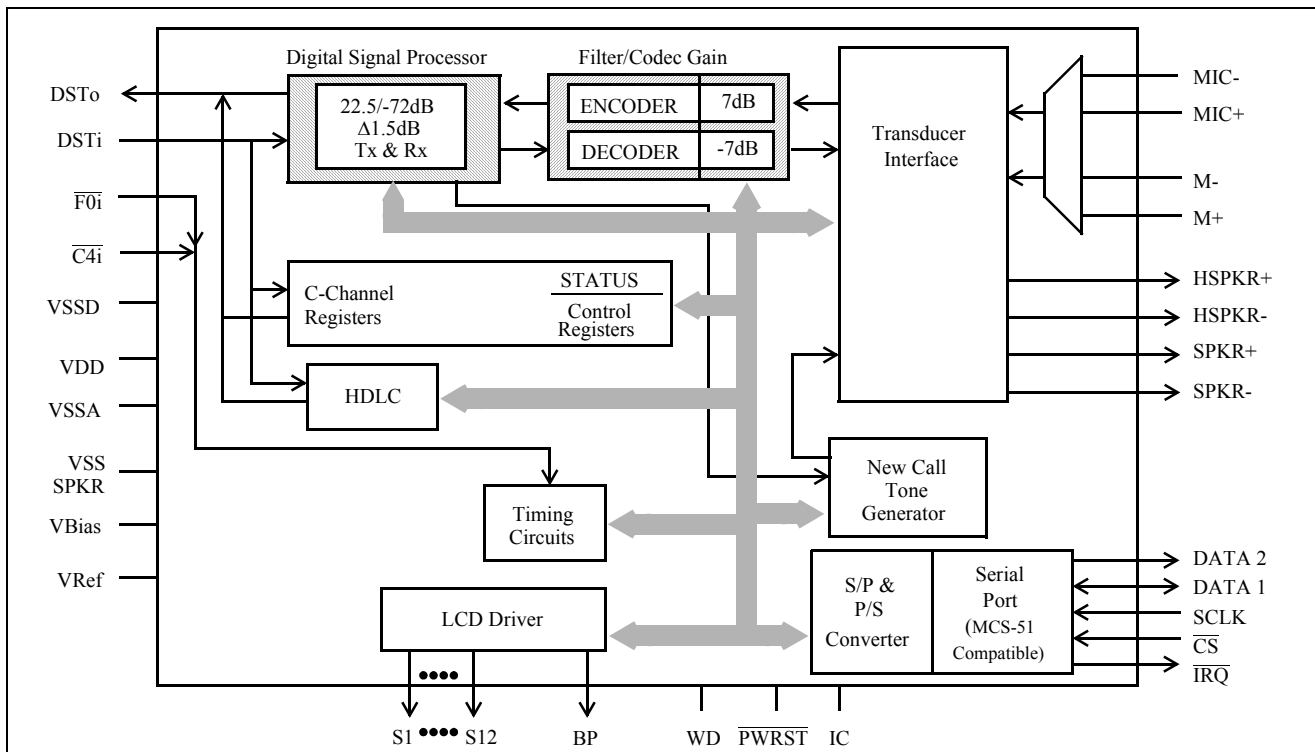 Digital Signal Processor
Filter/Codec Gain
22.5/-72dB
Δ1.5dB
Tx & Rx
ENCODER
7dB
DECODER
-7dB
Transducer
Interface
DSTo
DSTi
F0i
C4i
VSSD
VDD
VSSA
VSS
SPKR
VBias
VRef
MIC-
MIC+
M-
M+
HSPKR+
HSPKR-
SPKR+
SPKR-
C-Channel
Registers
STATUS
Control
Registers
HDLC
Timing
Circuits
New Call
Tone
Generator
LCD Driver
S/P &
P/S
Converter
Serial
Port
(MCS-51
Compatible)
DATA 2
DATA 1
SCLK
CS
IRQ
S1
S12
BP
WD
PWRST
IC